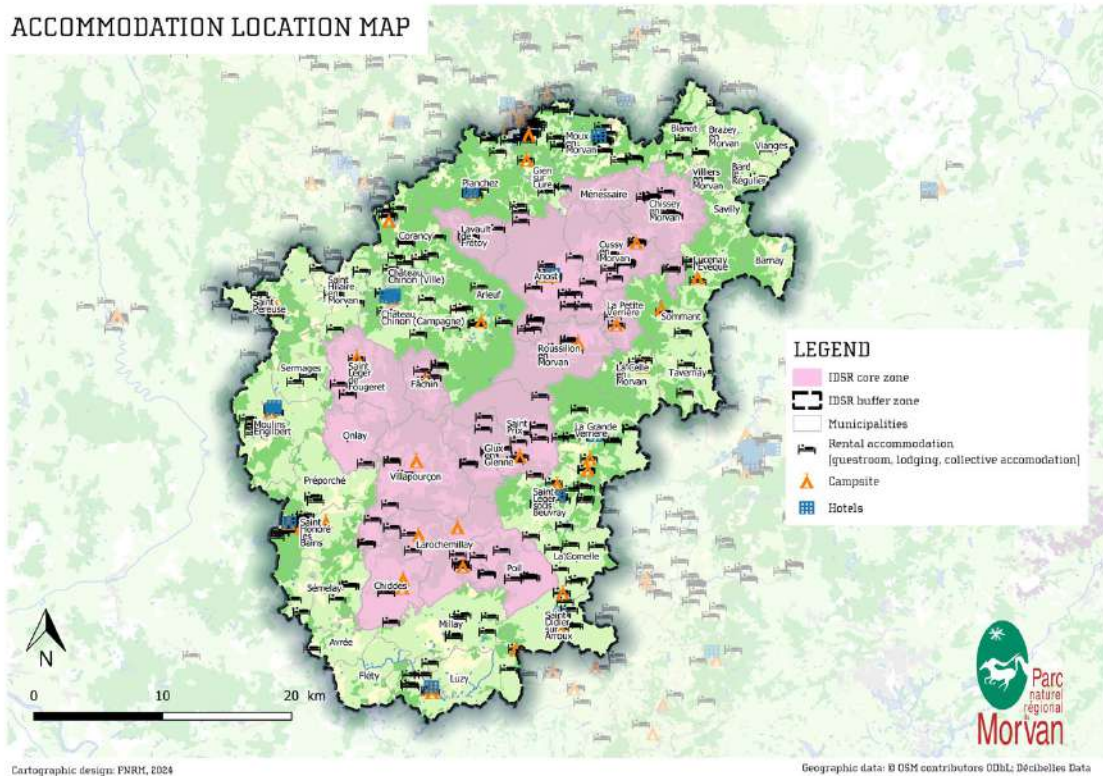 ACCOMMODATION LOCATION MAP
Blanot
Brazey
en
Morvan
Vianges
Moux
en
Morvan
Villiers
en
Morvan
Bard
le
Régulier
Gien
sur
Cure
Planchez
Ménessaire
Chissey
en
Morvan
Savilly
Corancy
Lavault
de
Frétoy
Cussy
en
Morvan
Lucenay
l'Évêque
Barnay
Château
Chinon (Ville)
Saint
Hilaire
en
Morvan
Anost
Arleuf
Saint
Péreuse
Château
Chinon (Campagne)
La Petite
Verrière
Sommant
Roussillon
en
Morvan
La Celle
en
Morvan
Tavernay
Sermages
Saint
Léger
de
Fougeret
Fâchin
Moulins
Engilbert
Onlay
Saint
Prix
La Grande
Verrière
Glux
en
Glenne
Villapourçon
Préporché
Saint
Léger
sous
Beuvray
Saint
Honoré
les
Bains
Larochemillay
La Comelle
Poil
Sémelay
Chiddes
Millay
Saint
Didier
sur
Arroux
Avrée
Fléty
Luzy
LEGEND
IDSR core zone
IDSR buffer zone
Municipalities
Rental accommodation
(guestroom, lodging, collective accomodation)
Campsite
Hotels
N
0 10 20 km
Parc
naturel
régional
du
Morvan
Cartographic design: PNRM, 2024
Geographic data: © OSM contributors ODbL; Décibelles Data